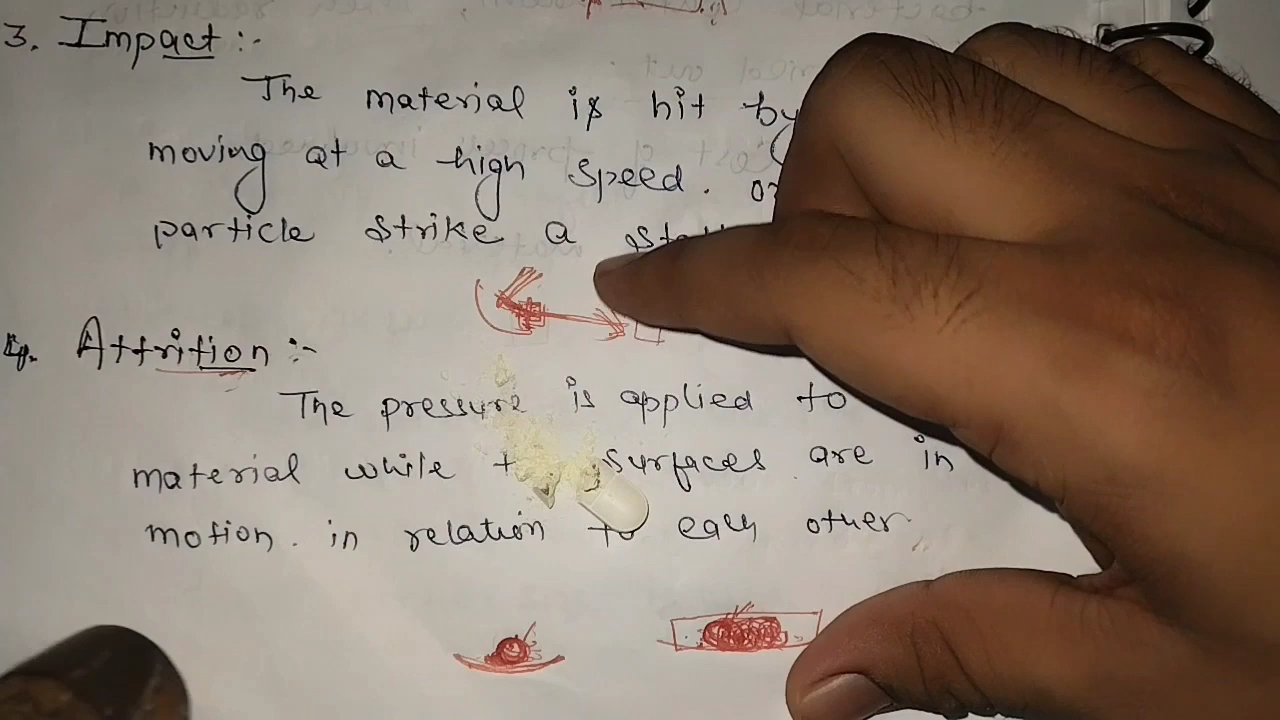 3. Impact :-
The material is hit by
moving at a high speed. or
particle strike a
4. Attrition :-
The pressure is applied to
material while surfaces are in
motion. in relation to each other